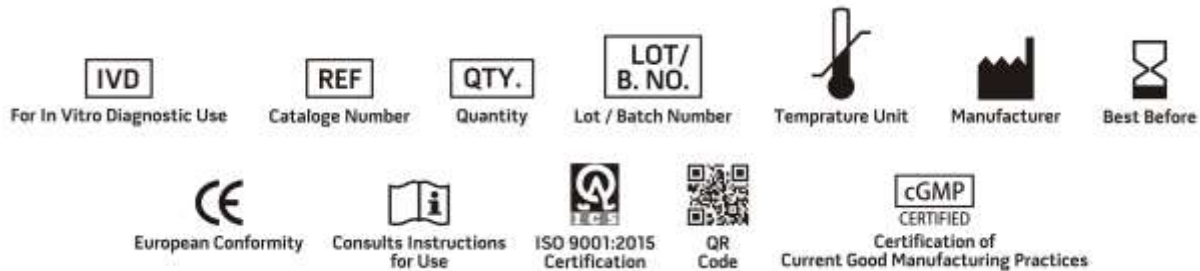 IVD
For In Vitro Diagnostic Use
REF
Cataloge Number
QTY.
Quantity
LOT/
B. NO.
Lot / Batch Number
Temprature Unit
Manufacturer
Best Before
CE
European Conformity
i
Consults Instructions
for Use
ICS
ISO 9001:2015
Certification
QR
Code
cGMP
CERTIFIED
Certification of
Current Good Manufacturing Practices